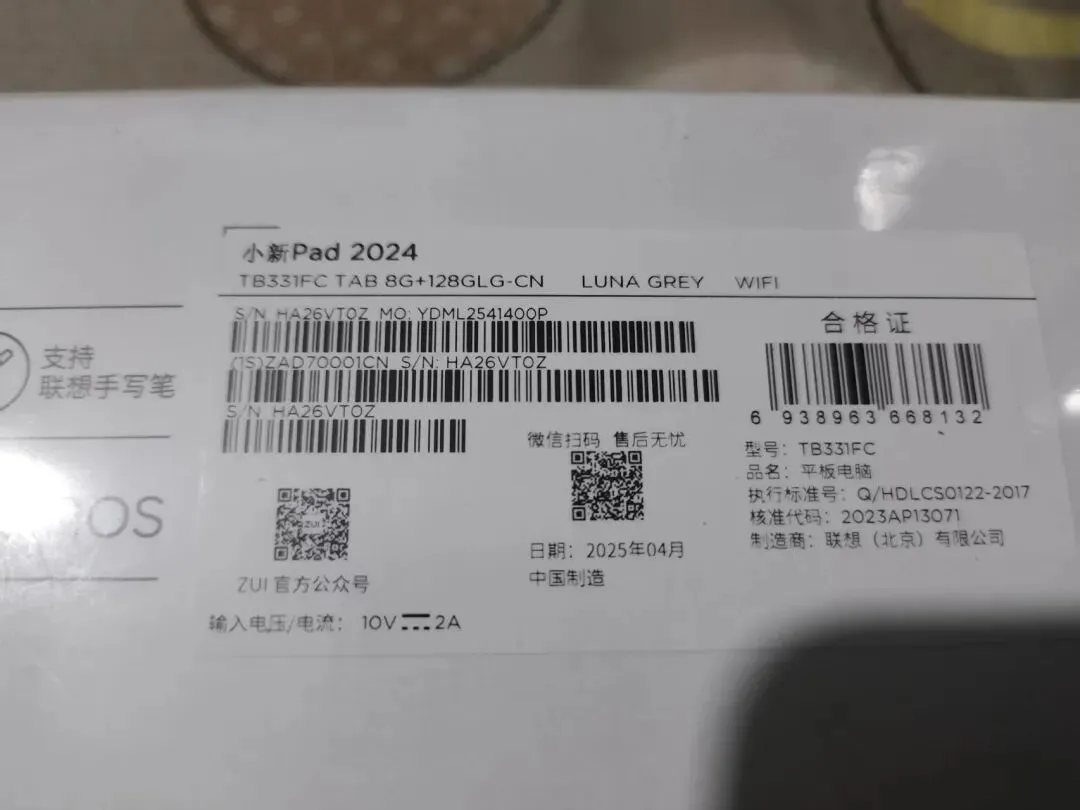 小新Pad 2024
TB331FC TAB 8G+128GLG-CN LUNA GREY WIFI
S/N HA26VT0Z MO: YDML2541400P
(1S)ZAD70001CN S/N: HA26VT0Z
S/N HA26VT0Z
合格证
6 938963 668132
支持
联想手写笔
OS
微信扫码 售后无忧
型号: TB331FC
品名: 平板电脑
执行标准号: Q/HDLCS0122-2017
核准代码: 2023AP13071
制造商: 联想(北京)有限公司
ZUI
ZUI 官方公众号
日期: 2025年04月
中国制造
输入电压/电流: 10V⎓2A